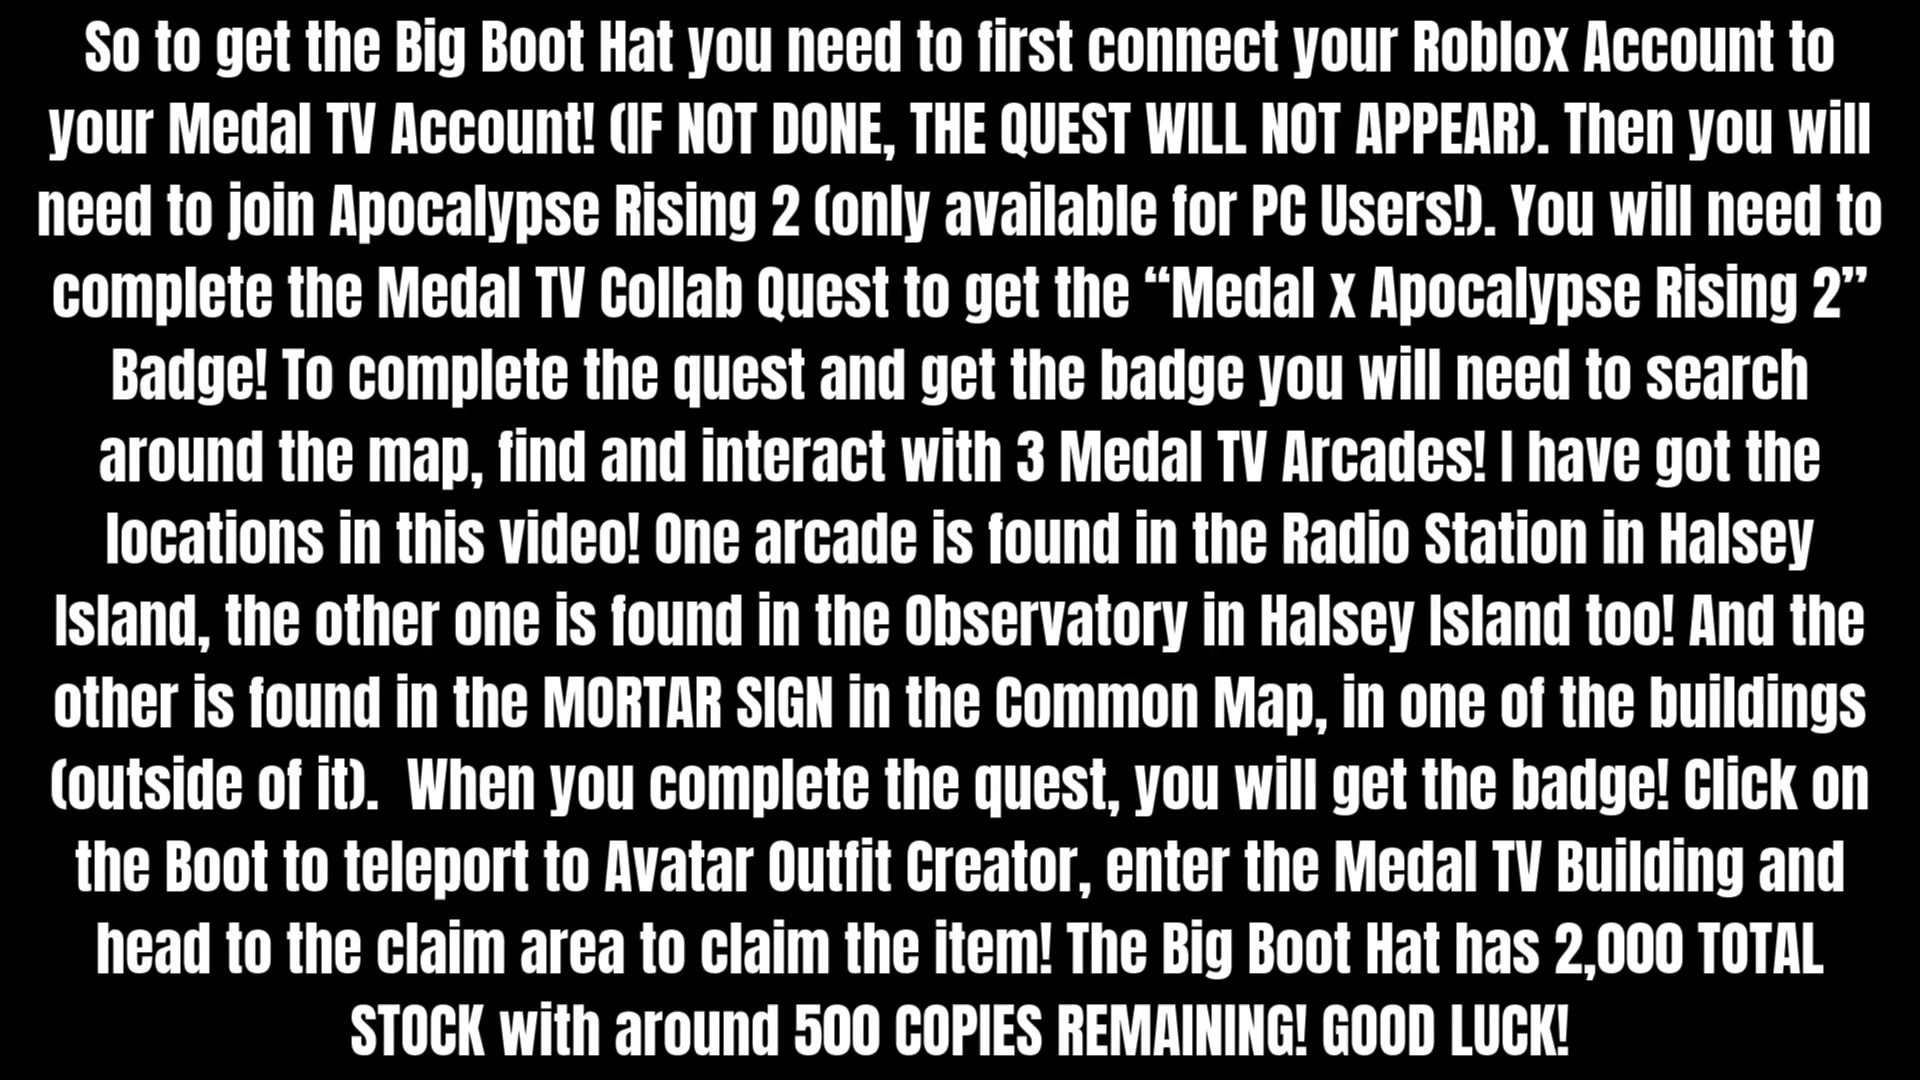 So to get the Big Boot Hat you need to first connect your Roblox Account to
your Medal TV Account! (IF NOT DONE, THE QUEST WILL NOT APPEAR). Then you will
need to join Apocalypse Rising 2 (only available for PC Users!). You will need to
complete the Medal TV Collab Quest to get the “Medal x Apocalypse Rising 2”
Badge! To complete the quest and get the badge you will need to search
around the map, find and interact with 3 Medal TV Arcades! I have got the
locations in this video! One arcade is found in the Radio Station in Halsey
Island, the other one is found in the Observatory in Halsey Island too! And the
other is found in the MORTAR SIGN in the Common Map, in one of the buildings
(outside of it).  When you complete the quest, you will get the badge! Click on
the Boot to teleport to Avatar Outfit Creator, enter the Medal TV Building and
head to the claim area to claim the item! The Big Boot Hat has 2,000 TOTAL
STOCK with around 500 COPIES REMAINING! GOOD LUCK!